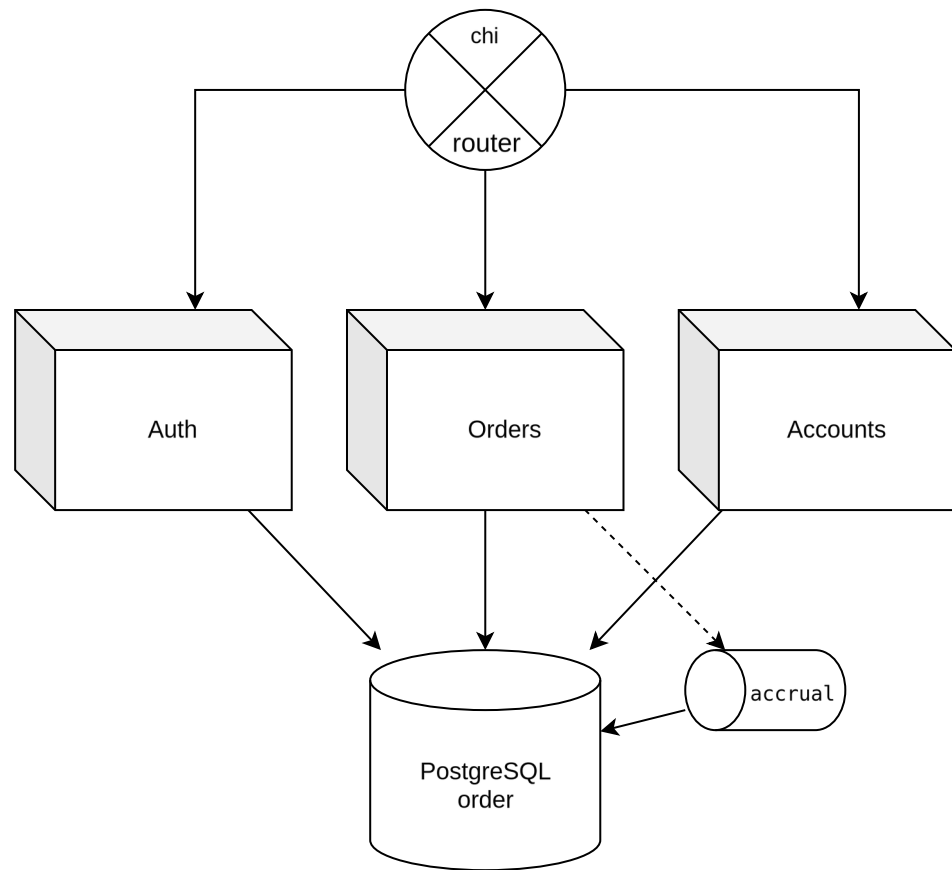 chi
router
Auth
Orders
Accounts
accrual
PostgreSQL
order